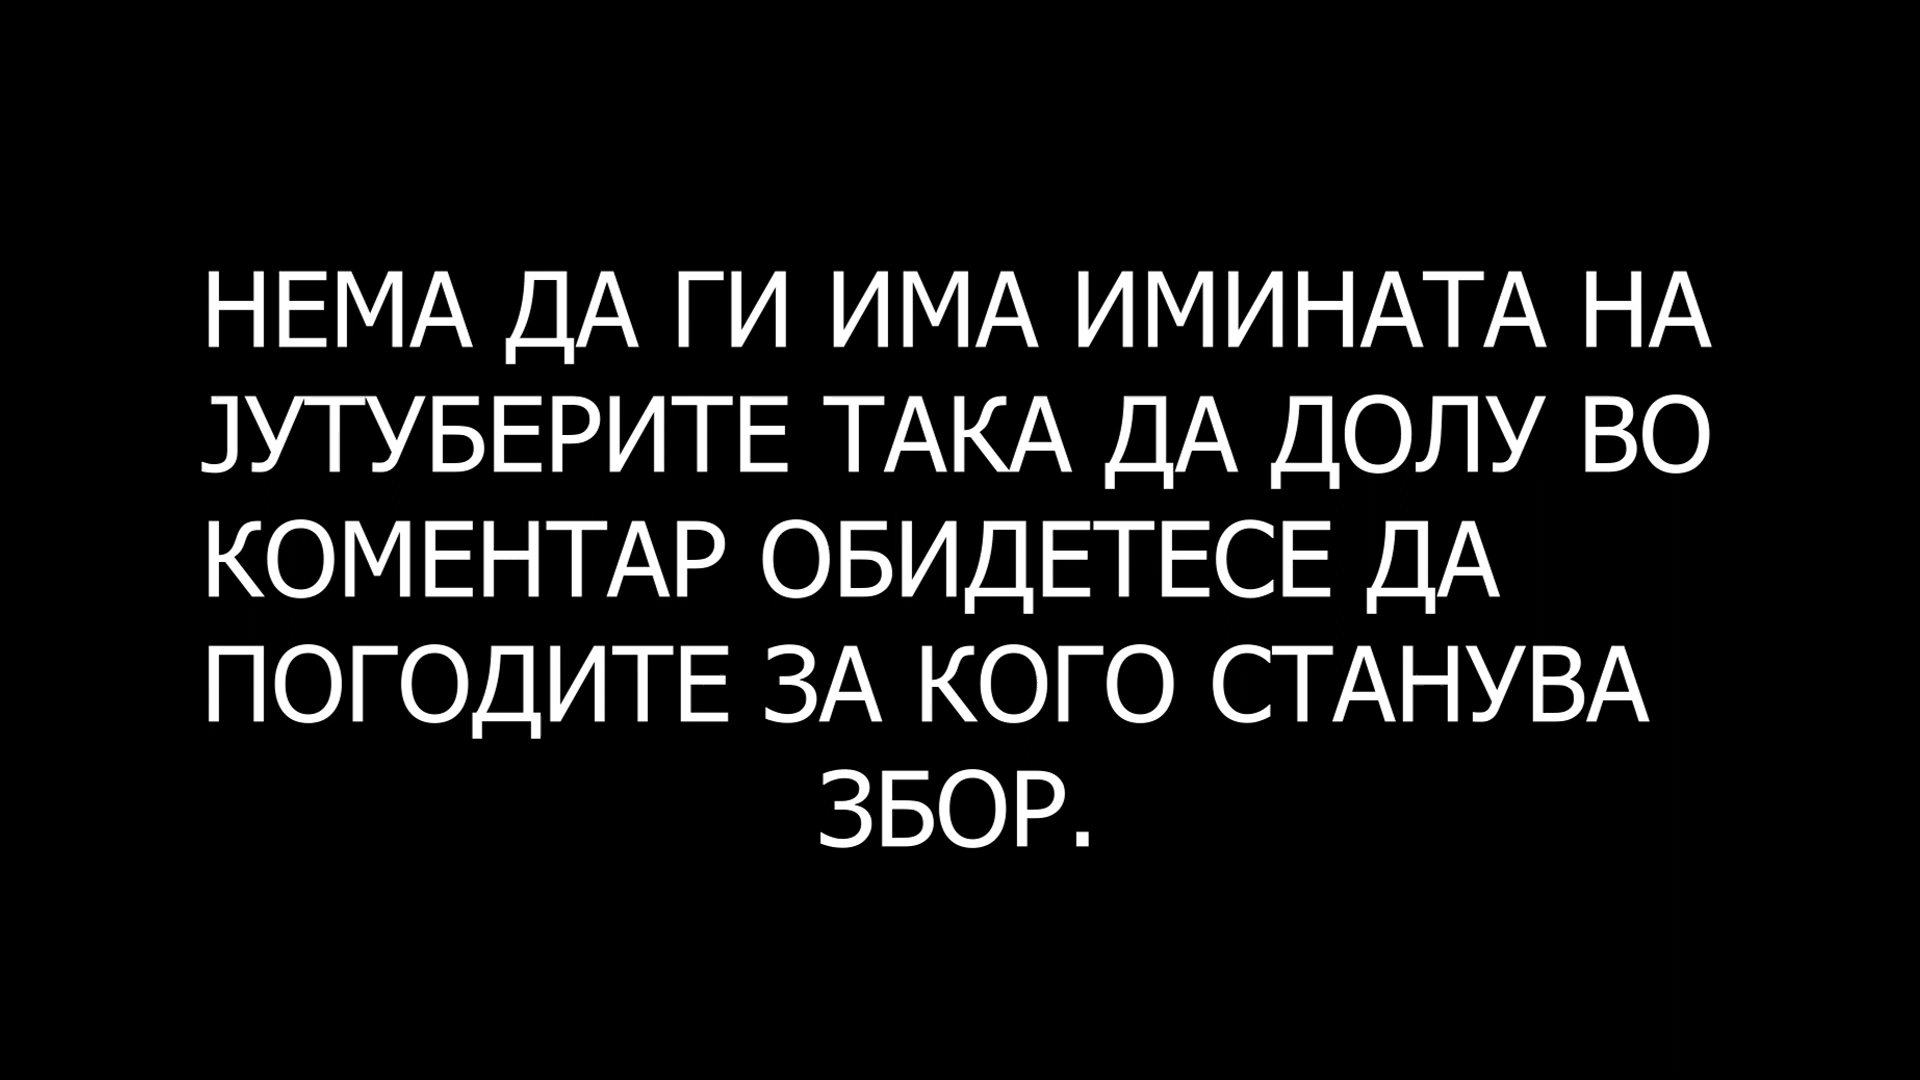 НЕМА ДА ГИ ИМА ИМИНАТА НА
ЈУТУБЕРИТЕ ТАКА ДА ДОЛУ ВО
КОМЕНТАР ОБИДЕТЕСЕ ДА
ПОГОДИТЕ ЗА КОГО СТАНУВА
ЗБОР.